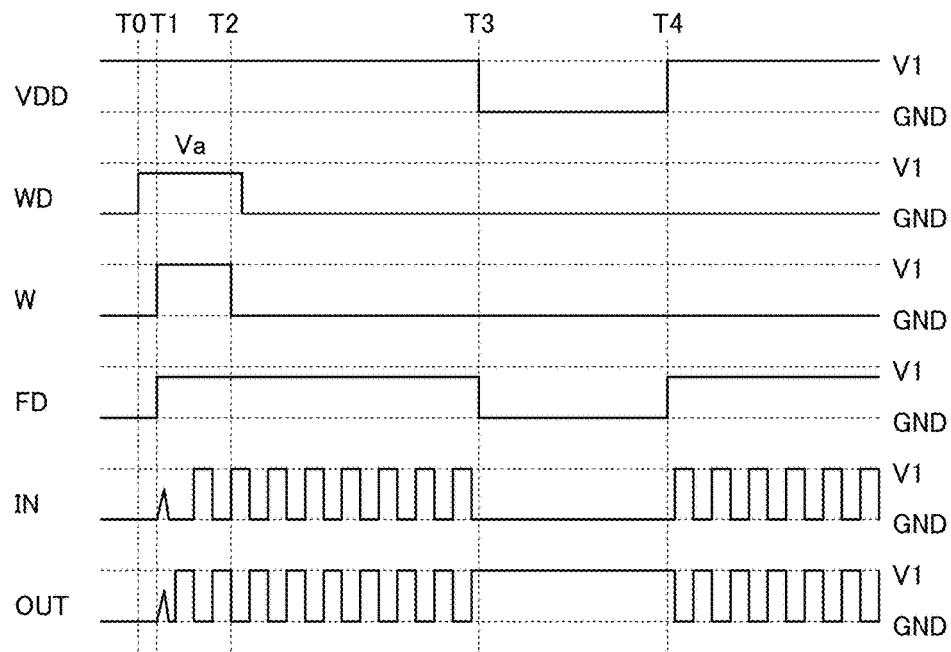 T0 T1 T2 T3 T4
VDD V1
GND
Va
WD V1
GND
W V1
GND
FD V1
GND
IN V1
GND
OUT V1
GND